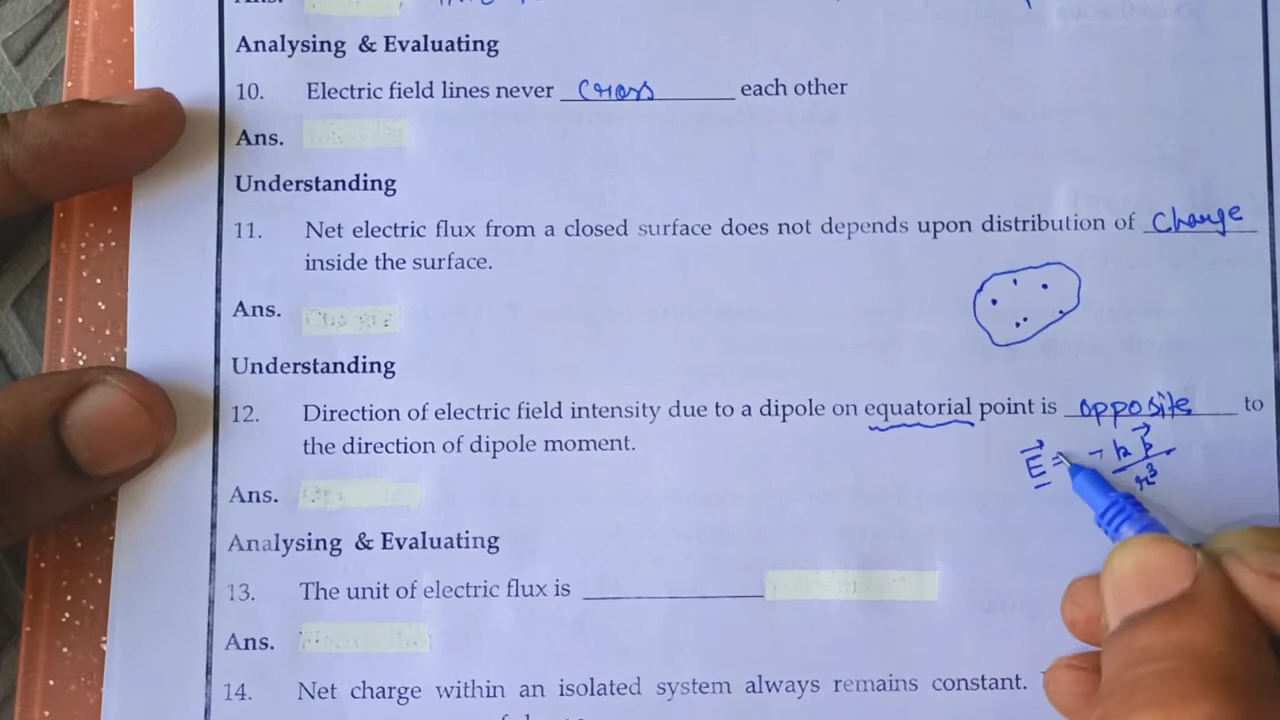 Analysing & Evaluating
10. Electric field lines never cross each other
Ans.
Understanding
11. Net electric flux from a closed surface does not depends upon distribution of charge
inside the surface.
Ans.
Understanding
12. Direction of electric field intensity due to a dipole on equatorial point is opposite to
the direction of dipole moment.
E = -kp/r³
Ans.
Analysing & Evaluating
13. The unit of electric flux is
Ans.
14. Net charge within an isolated system always remains constant.